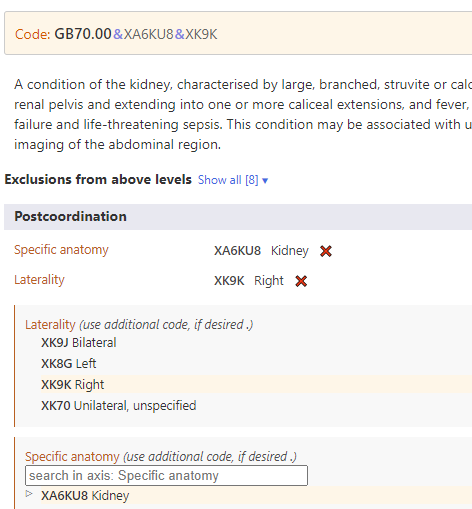 Code: GB70.00&XA6KU8&XK9K
A condition of the kidney, characterised by large, branched, struvite or calc
renal pelvis and extending into one or more caliceal extensions, and fever,
failure and life-threatening sepsis. This condition may be associated with u
imaging of the abdominal region.
Exclusions from above levels Show all [8] ▾
Postcoordination
Specific anatomy XA6KU8 Kidney
Laterality XK9K Right
Laterality (use additional code, if desired .)
XK9J Bilateral
XK8G Left
XK9K Right
XK70 Unilateral, unspecified
Specific anatomy (use additional code, if desired .)
search in axis: Specific anatomy
XA6KU8 Kidney